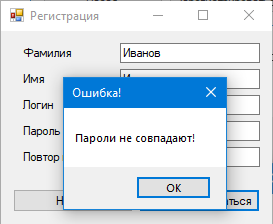 Регистрация
Фамилия
Иванов
Имя
Логин
Пароль
Повтор
Ошибка!
Пароли не совпадают!
OK